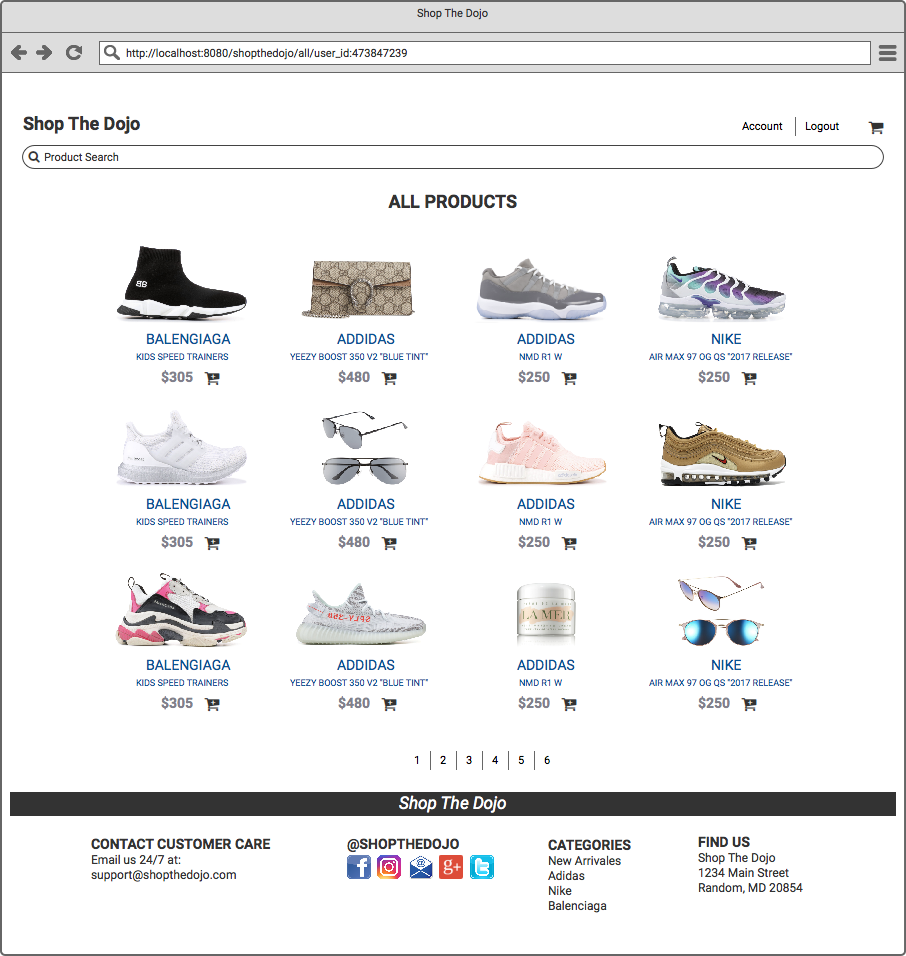 Shop The Dojo
http://localhost:8080/shopthedojo/all/user_id:473847239
Shop The Dojo
Account Logout
Product Search
ALL PRODUCTS
BB
BALENGIAGA ADDIDAS ADDIDAS NIKE
KIDS SPEED TRAINERS YEEZY BOOST 350 V2 "BLUE TINT" NMD R1 W AIR MAX 97 OG QS "2017 RELEASE"
$305 $480 $250 $250
BALENGIAGA ADDIDAS ADDIDAS NIKE
KIDS SPEED TRAINERS YEEZY BOOST 350 V2 "BLUE TINT" NMD R1 W AIR MAX 97 OG QS "2017 RELEASE"
$305 $480 $250 $250
LA MER
BALENGIAGA ADDIDAS ADDIDAS NIKE
KIDS SPEED TRAINERS YEEZY BOOST 350 V2 "BLUE TINT" NMD R1 W AIR MAX 97 OG QS "2017 RELEASE"
$305 $480 $250 $250
1 2 3 4 5 6
Shop The Dojo
CONTACT CUSTOMER CARE
Email us 24/7 at:
support@shopthedojo.com
@SHOPTHEDOJO
CATEGORIES
New Arrivales
Adidas
Nike
Balenciaga
FIND US
Shop The Dojo
1234 Main Street
Random, MD 20854